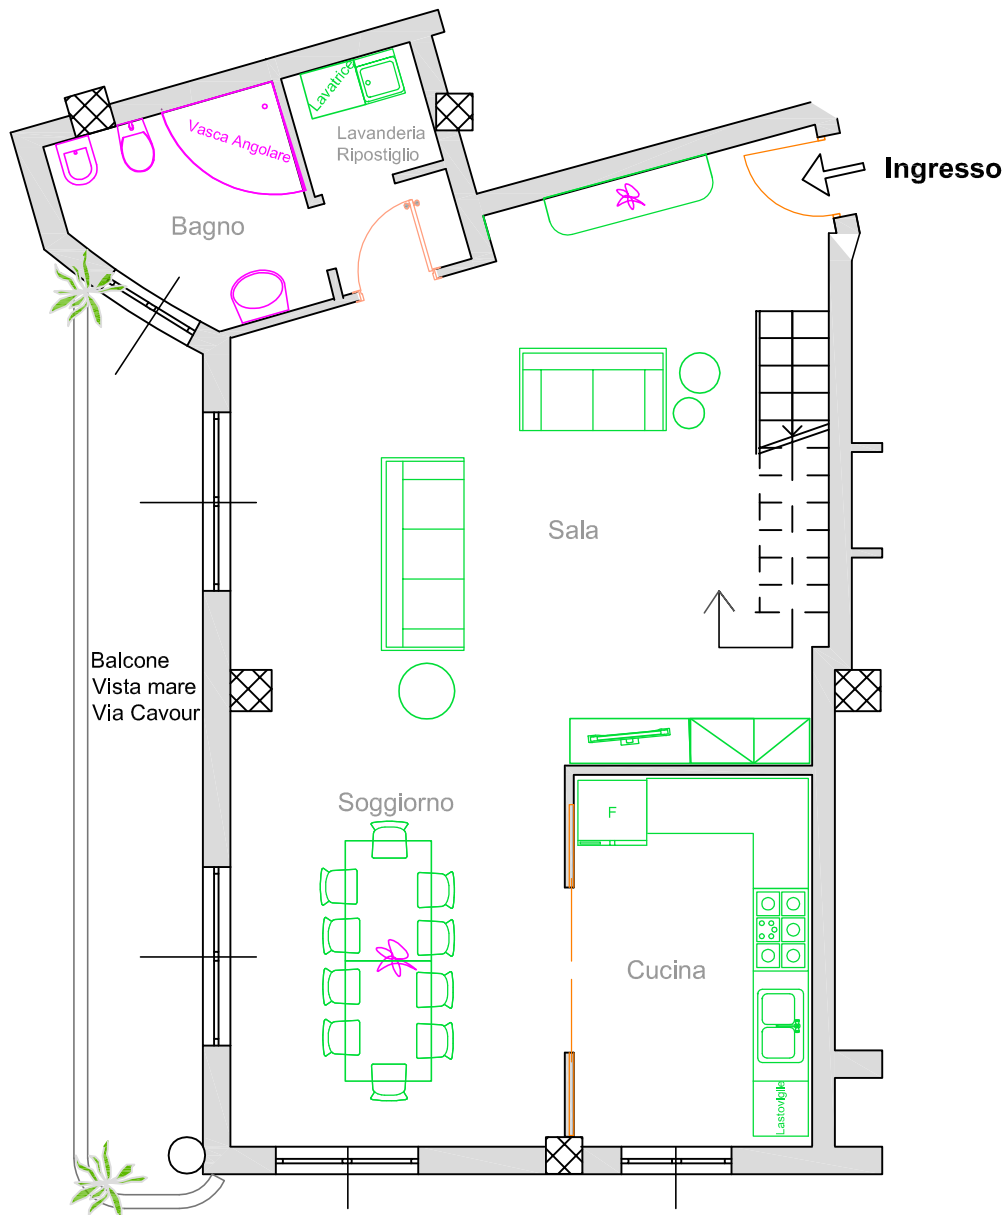 Lavatrice
Vasca Angolare
Lavanderia
Ripostiglio
Ingresso
Bagno
Sala
Balcone
Vista mare
Via Cavour
Soggiorno
F
Cucina
Lastoviglie